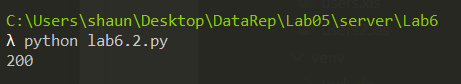 C:\Users\shaun\Desktop\DataRep\Lab05\server\Lab6
λ python lab6.2.py
200